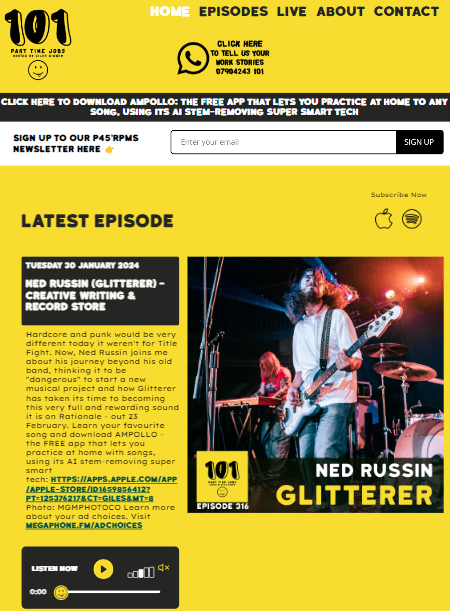 101
PART TIME JOBS
HOSTED BY GILES BIDDER
HOME EPISODES LIVE ABOUT CONTACT
CLICK HERE
TO TELL US YOUR
WORK STORIES
07904243 101
CLICK HERE TO DOWNLOAD AMPOLLO: THE FREE APP THAT LETS YOU PRACTICE AT HOME TO ANY
SONG, USING ITS AI STEM-REMOVING SUPER SMART TECH
SIGN UP TO OUR P45'RPMS
NEWSLETTER HERE 👉
Enter your email
SIGN UP
Subscribe Now
LATEST EPISODE
TUESDAY 30 JANUARY 2024
NED RUSSIN (GLITTERER) –
CREATIVE WRITING &
RECORD STORE
Hardcore and punk would be very
different today it weren't for Title
Fight. Now, Ned Russin joins me
about his journey beyond his old
band, thinking it to be
"dangerous" to start a new
musical project and how Glitterer
has taken its time to becoming
this very full and rewarding sound
it is on Rationale - out 23
February. Learn your favourite
song and download AMPOLLO -
the FREE app that lets you
practice at home with songs,
using its AI stem-removing super
smart
tech: HTTPS://APPS.APPLE.COM/APP
/APPLE-STORE/ID1659856412?
PT=125376217&CT=GILES&MT=8
Photo: MGMPHOTOCO Learn more
about your ad choices. Visit
MEGAPHONE.FM/ADCHOICES
101
PART TIME JOBS
EPISODE 316
NED RUSSIN
GLITTERER
LISTEN NOW
0:00